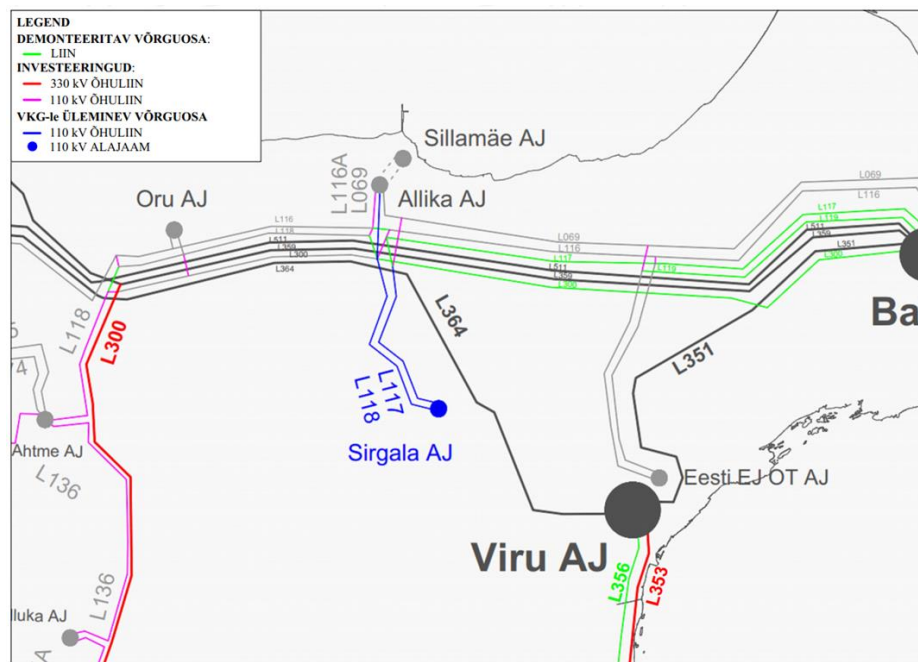 LEGEND
DEMONTEERITAV VÕRGUOSA:
LIIN
INVESTEERINGUD:
330 kV ÕHULIIN
110 kV ÕHULIIN
VKG-le ÜLEMINEV VÕRGUOSA
110 kV ÕHULIIN
110 kV ALAJAAM
Sillamäe AJ
L116A
L069
Allika AJ
Oru AJ
L069
L116
L117
L119
L511
L359
L351
L300
L116
L118
L511
L359
L300
L364
L069
L116
L117
L119
L511
L359
L300
Ba
L118
L300
L364
L351
L117
L118
Sirgala AJ
Ahtme AJ
L136
Eesti EJ OT AJ
Viru AJ
L356
L353
L136
lluka AJ
A